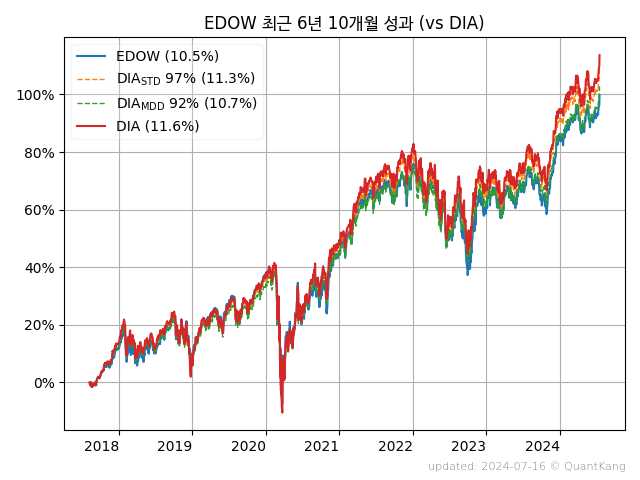 EDOW 최근 6년 10개월 성과 (vs DIA)
EDOW (10.5%)
DIA_STD 97% (11.3%)
DIA_MDD 92% (10.7%)
DIA (11.6%)
100%
80%
60%
40%
20%
0%
2018 2019 2020 2021 2022 2023 2024
updated: 2024-07-16 © QuantKang